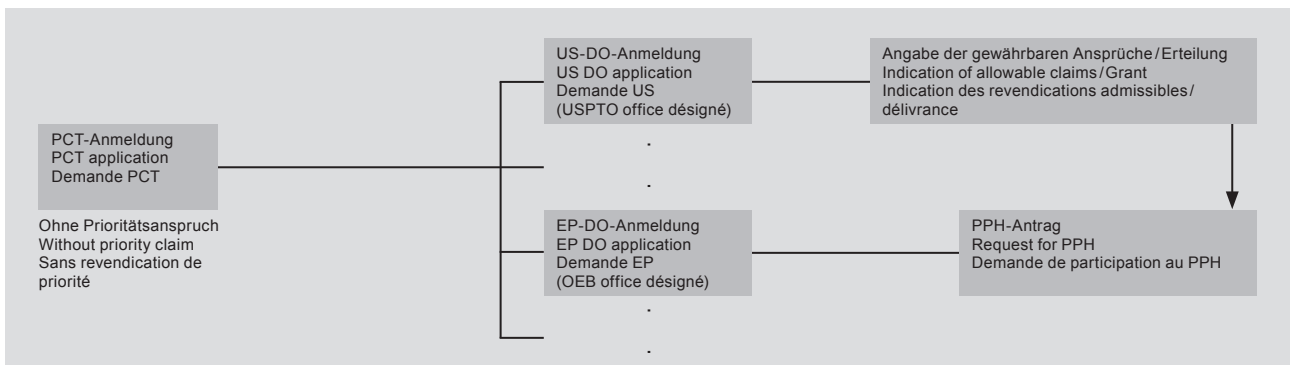 PCT-Anmeldung
PCT application
Demande PCT
Ohne Prioritätsanspruch
Without priority claim
Sans revendication de
priorité
US-DO-Anmeldung
US DO application
Demande US
(USPTO office désigné)
Angabe der gewährbaren Ansprüche/Erteilung
Indication of allowable claims/Grant
Indication des revendications admissibles/
délivrance
EP-DO-Anmeldung
EP DO application
Demande EP
(OEB office désigné)
PPH-Antrag
Request for PPH
Demande de participation au PPH